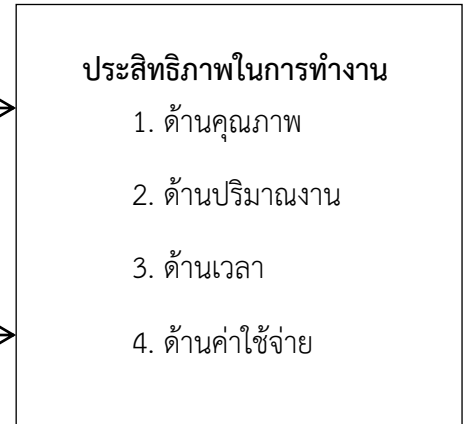 ประสิทธิภาพในการทำงาน
1. ด้านคุณภาพ
2. ด้านปริมาณงาน
3. ด้านเวลา
4. ด้านค่าใช้จ่าย